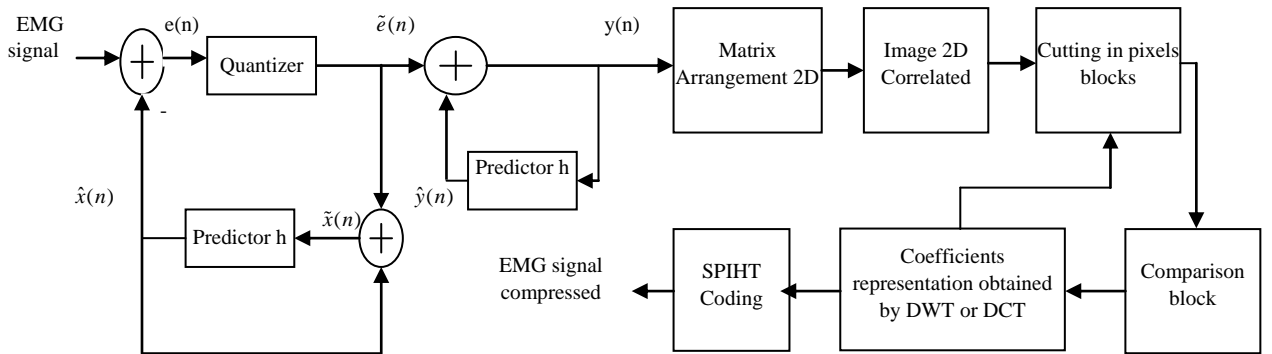 EMG
signal
+
e(n)
-
Quantizer
ẽ(n)
+
y(n)
Predictor h
ŷ(n)
x̂(n)
Predictor h
x̃(n)
+
Matrix
Arrangement 2D
Image 2D
Correlated
Cutting in pixels
blocks
Comparison
block
Coefficients
representation obtained
by DWT or DCT
SPIHT
Coding
EMG signal
compressed